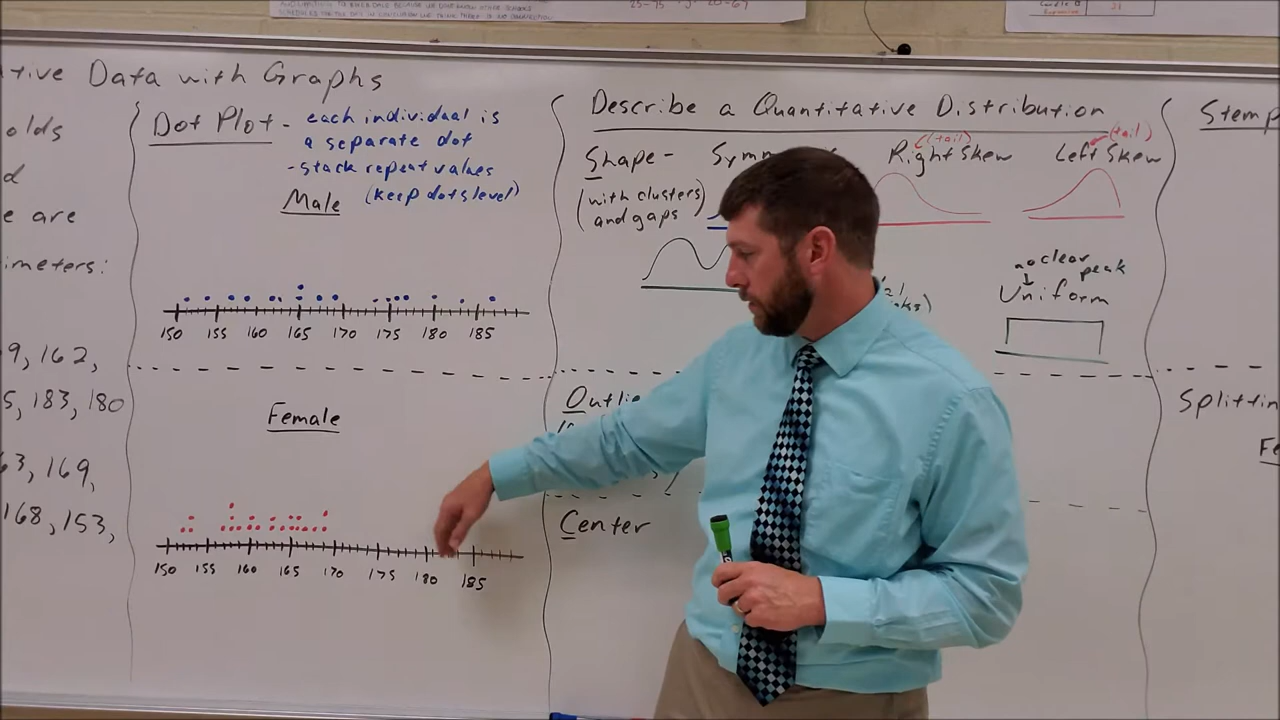 tive Data with Graphs
olds
d
e are
imeters:
9, 162,
5, 183, 180
63, 169,
168, 153,
Dot Plot - each individual is
a separate dot
- stack repeat values
(keep dots level)
Male
150 155 160 165 170 175 180 185
Female
150 155 160 165 170 175 180 185
Describe a Quantitative Distribution
Shape - Symm
(with clusters
and gaps)
(tail)
Right Skew
(tail)
Left Skew
no clear
peak
Uniform
Outlie
Center
Stemp
Splittin
Fe